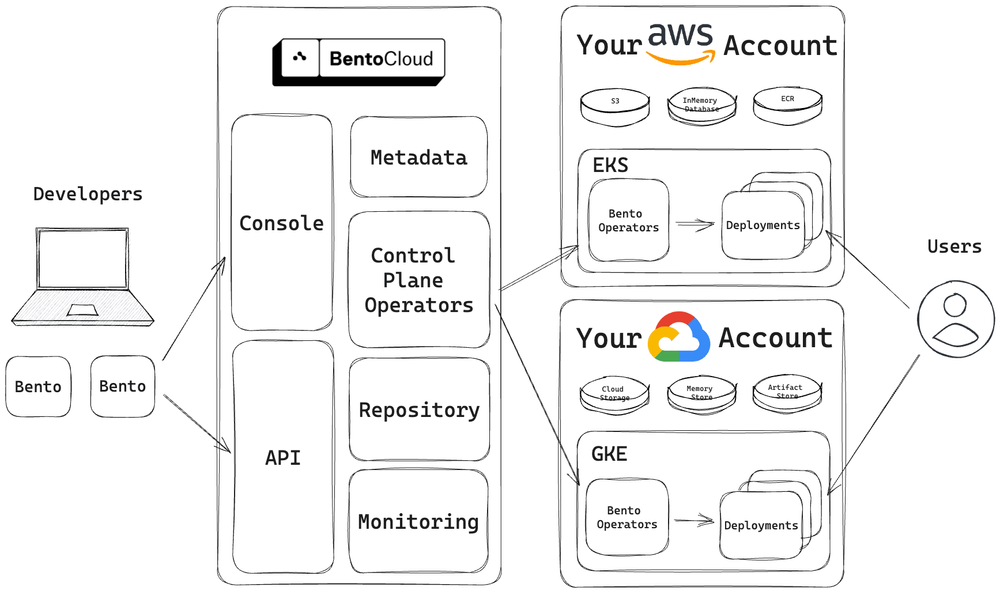 Developers
Bento
Bento
BentoCloud
Console
API
Metadata
Control
Plane
Operators
Repository
Monitoring
Your aws Account
S3
InMemory
Database
ECR
EKS
Bento
Operators
Deployments
Your Account
Cloud
Storage
Memory
Store
Artifact
Store
GKE
Bento
Operators
Deployments
Users